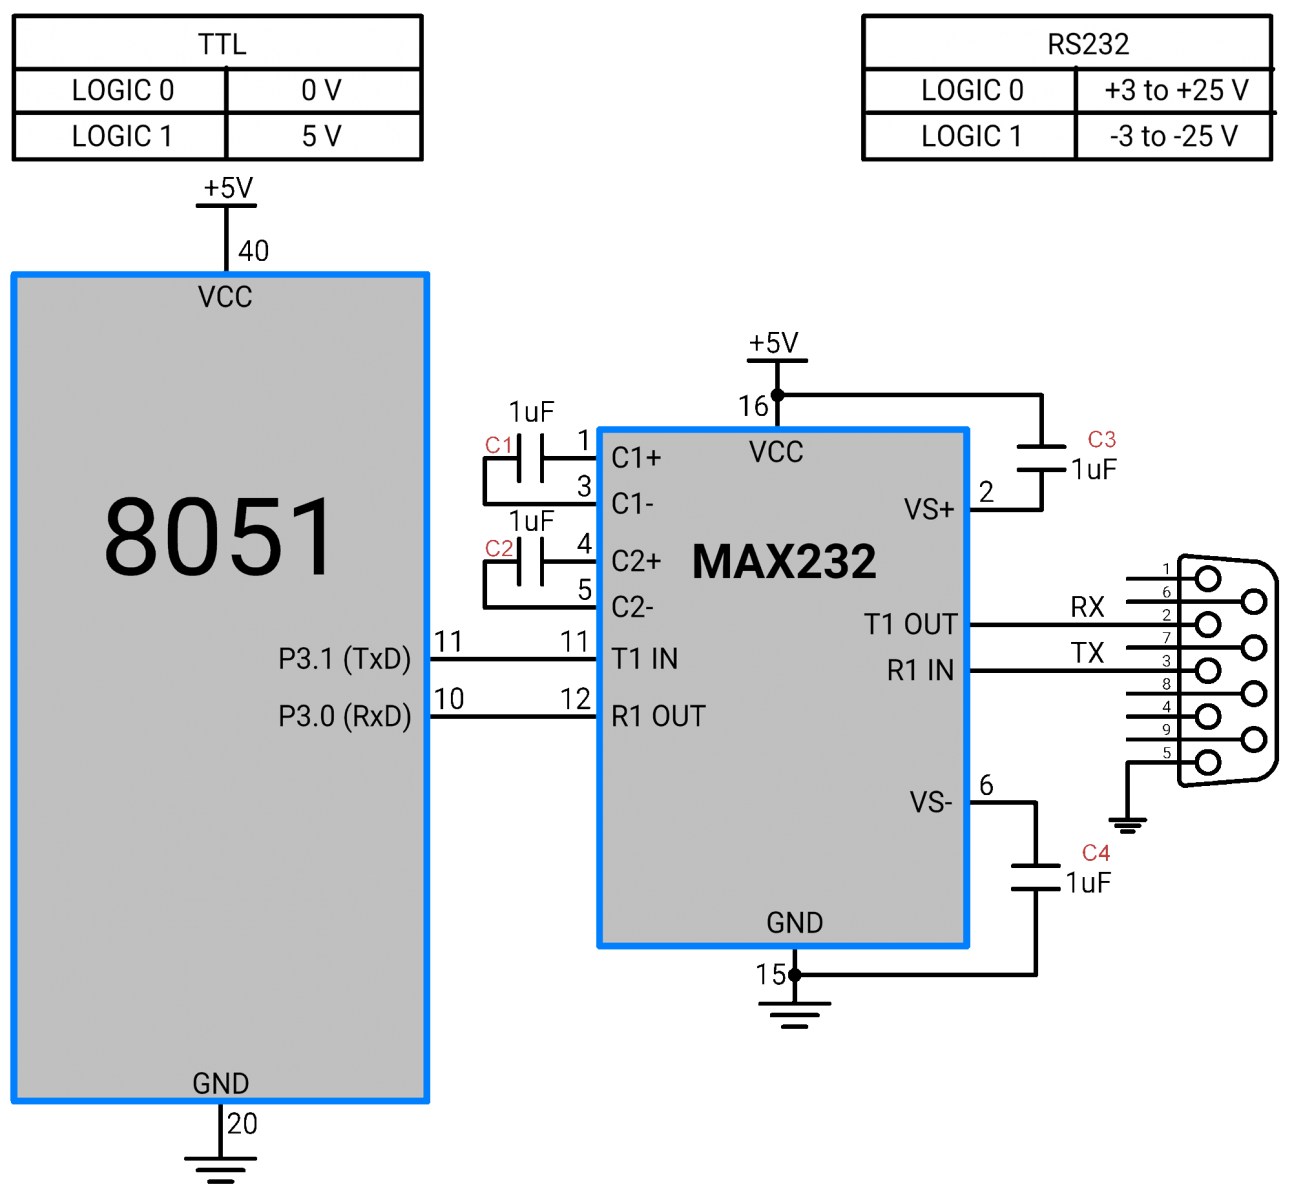 TTL
LOGIC 0 0 V
LOGIC 1 5 V
RS232
LOGIC 0 +3 to +25 V
LOGIC 1 -3 to -25 V
+5V
40
VCC
8051
P3.1 (TxD)
P3.0 (RxD)
11
10
GND
20
1uF
C1
1
3
1uF
C2
4
5
11
12
+5V
16
VCC
C1+
C1-
C2+
C2-
MAX232
T1 IN
R1 OUT
VS+
T1 OUT
R1 IN
VS-
GND
15
2
C3
1uF
RX
TX
6
C4
1uF
1
6
2
7
3
8
4
9
5